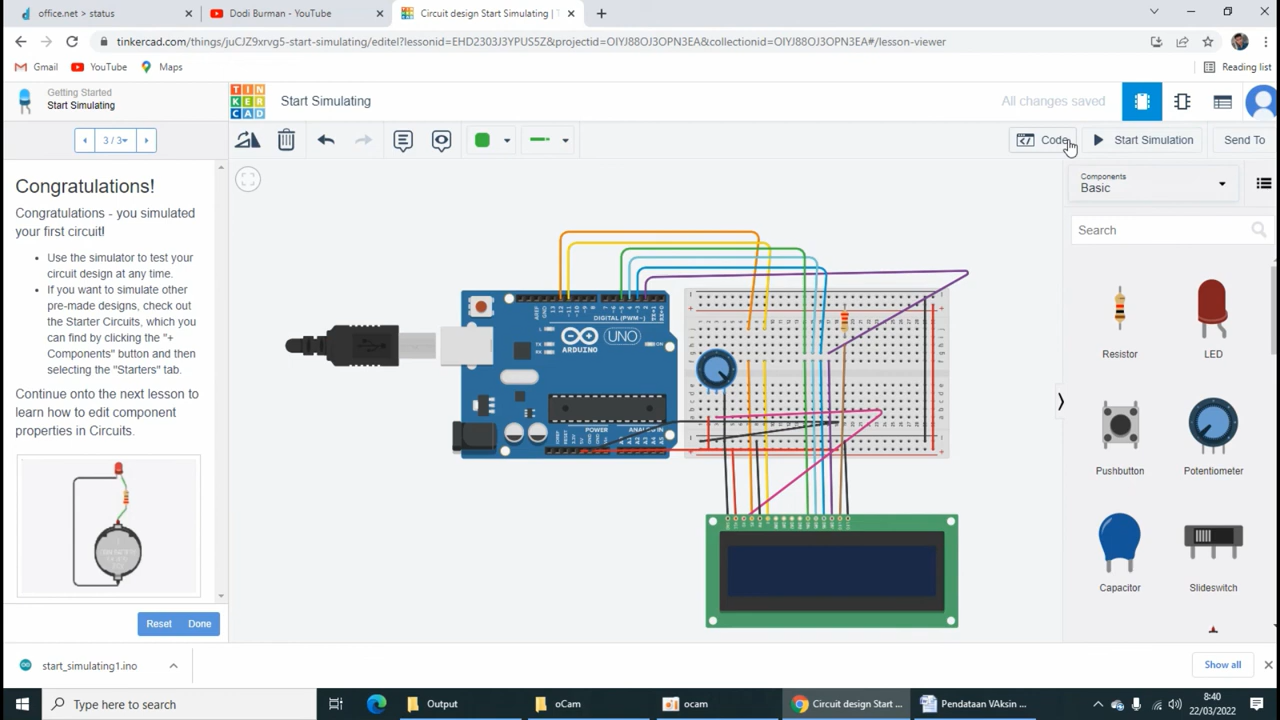 office.net > status
Dodi Burman - YouTube
Circuit design Start Simulating | T
tinkercad.com/things/juCJZ9xrvg5-start-simulating/editel?lessonid=EHD2303J3YPUS5Z&projectid=OIYJ88OJ3OPN3EA&collectionid=OIYJ88OJ3OPN3EA#/lesson-viewer
Gmail
YouTube
Maps
Reading list
Getting Started
Start Simulating
TIN
KER
CAD
Start Simulating
All changes saved
3 / 3
Code
Start Simulation
Send To
Congratulations!
Congratulations - you simulated
your first circuit!
Use the simulator to test your
circuit design at any time.
If you want to simulate other
pre-made designs, check out
the Starter Circuits, which you
can find by clicking the "+
Components" button and then
selecting the "Starters" tab.
Continue onto the next lesson to
learn how to edit component
properties in Circuits.
Reset
Done
DIGITAL (PWM~)
UNO
ARDUINO
TX
RX
L
ON
POWER
ANALOG IN
Components
Basic
Search
Resistor
LED
Pushbutton
Potentiometer
Capacitor
Slideswitch
start_simulating1.ino
Show all
Type here to search
Output
oCam
ocam
Circuit design Start ...
Pendataan VAksin ...
8:40
22/03/2022